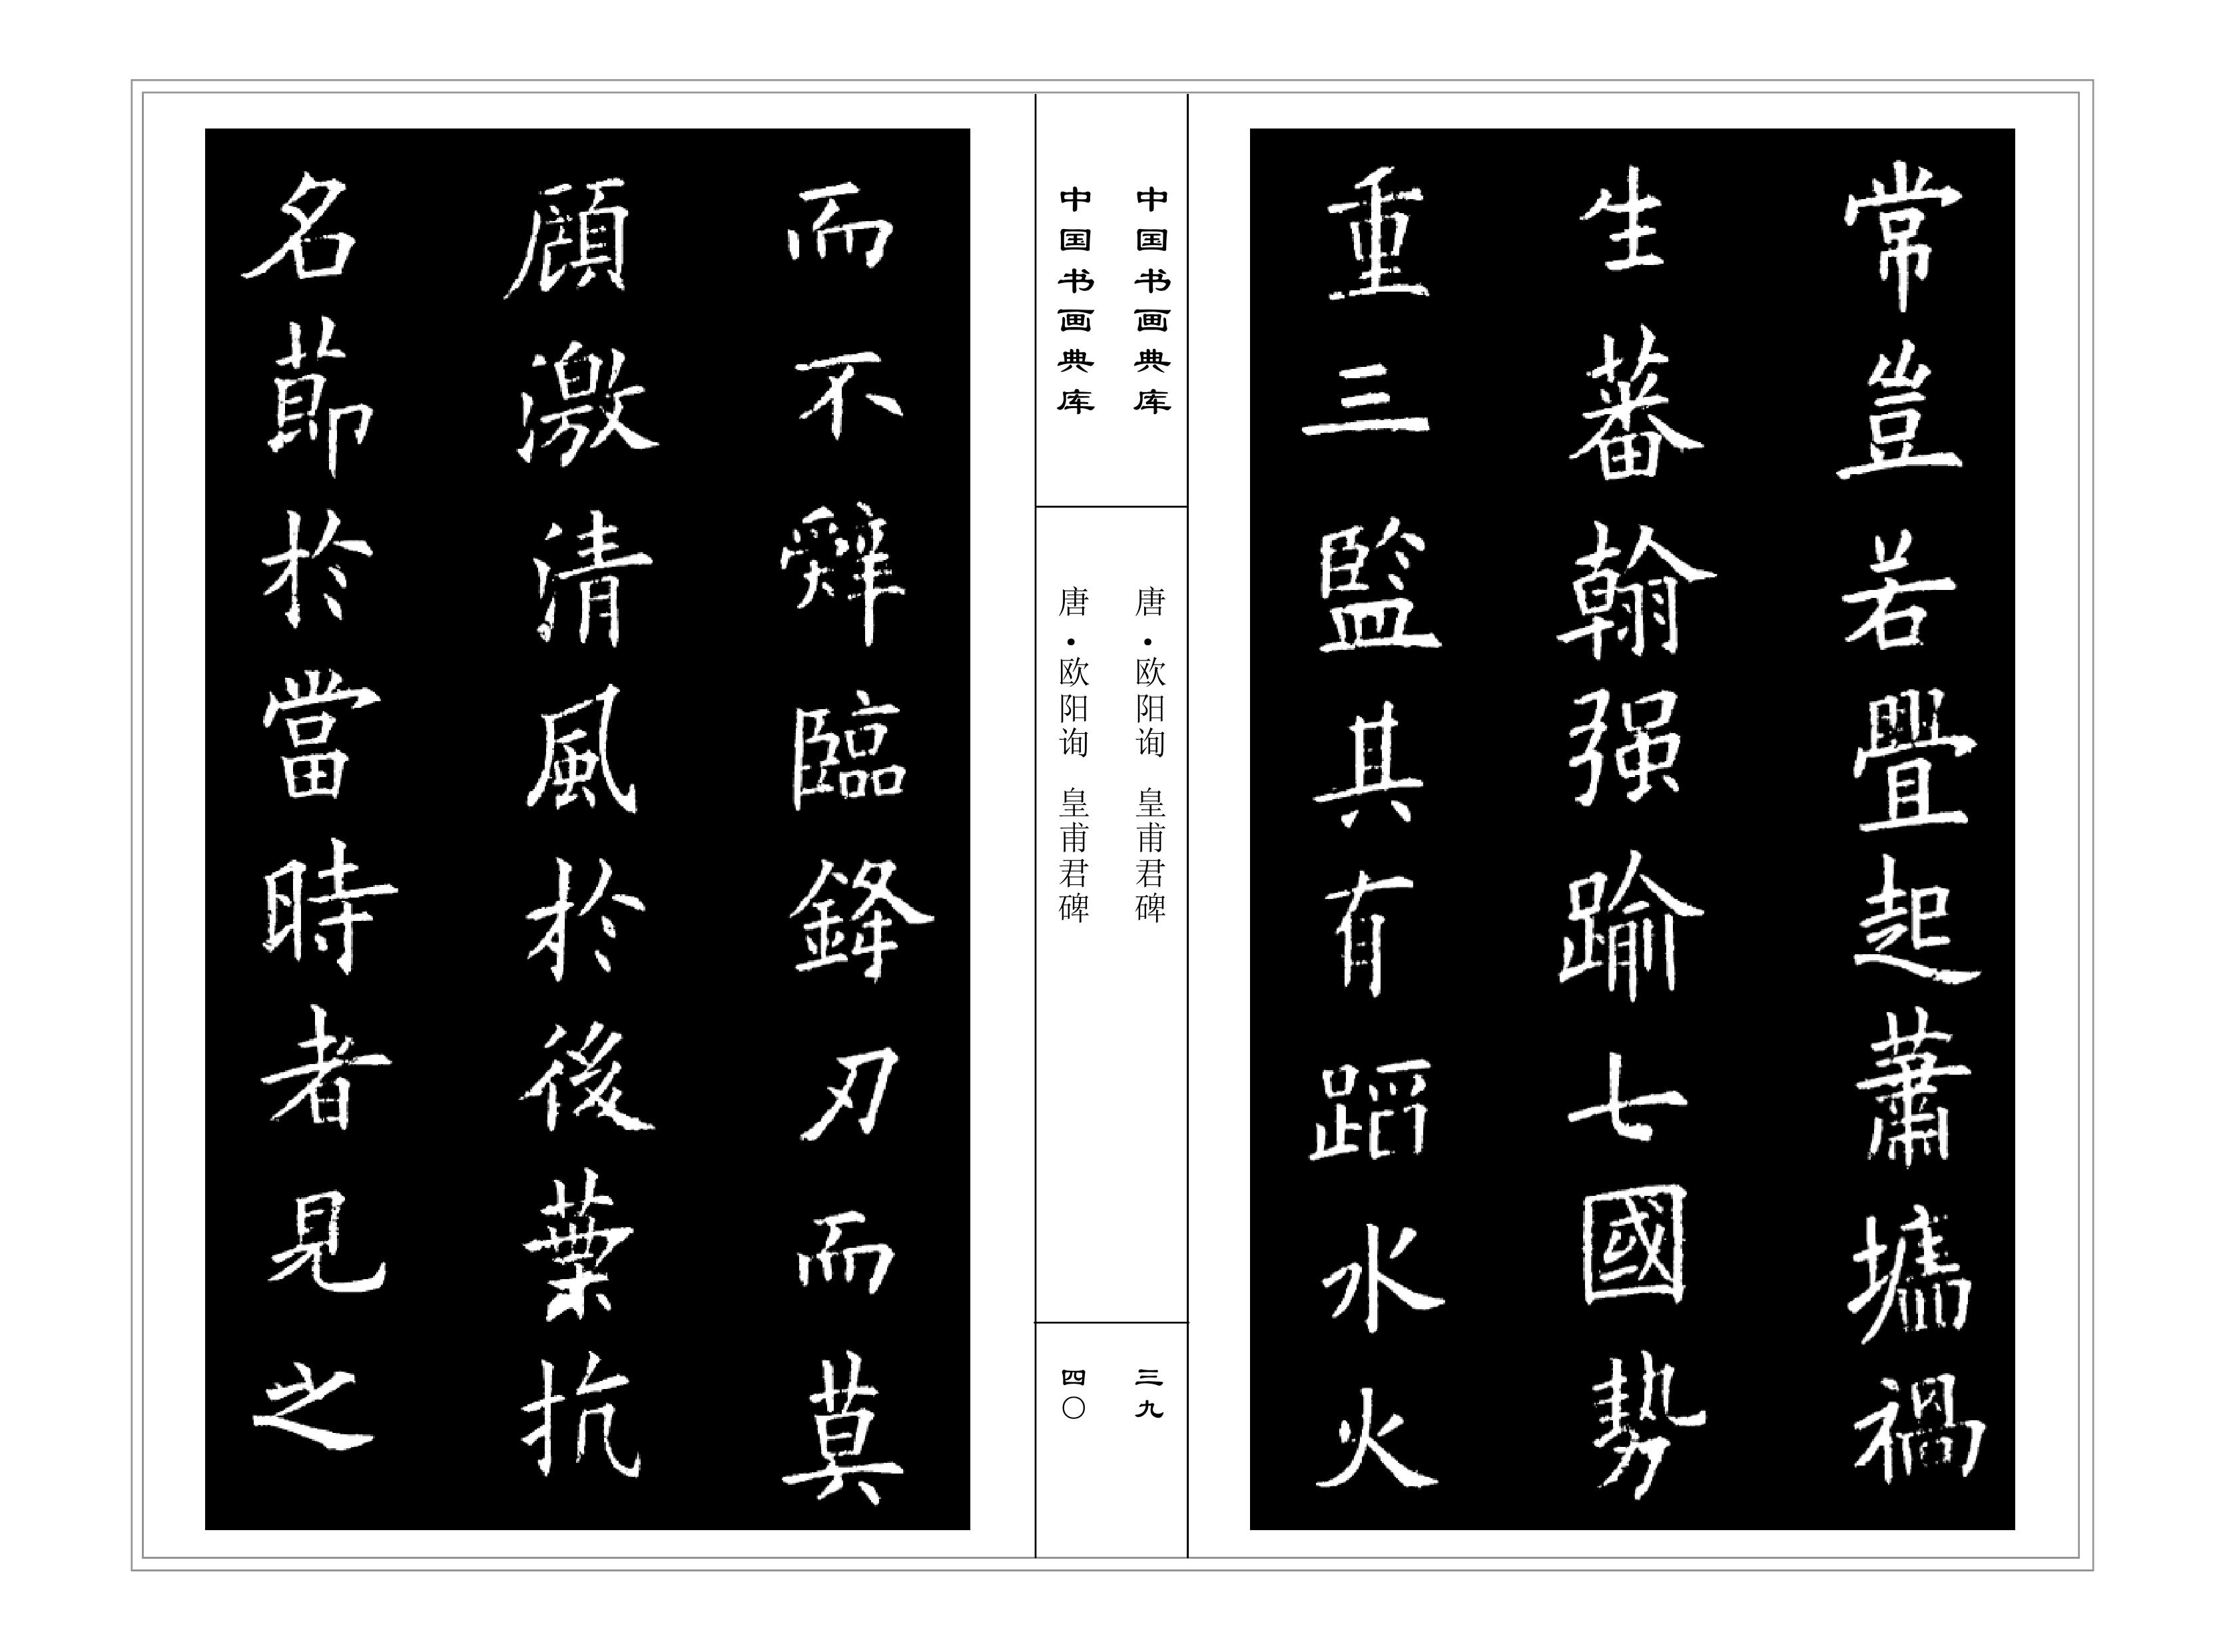 常豈若疊起蕭墻禍
生蕃翰强踰七國勢
重三監其有蹈水火
中国书画典库
唐·欧阳询 皇甫君碑
三九
中国书画典库
唐·欧阳询 皇甫君碑
四〇
而不辭臨鋒刃而莫
顧激清風於後葉抗
名節於當時者見之